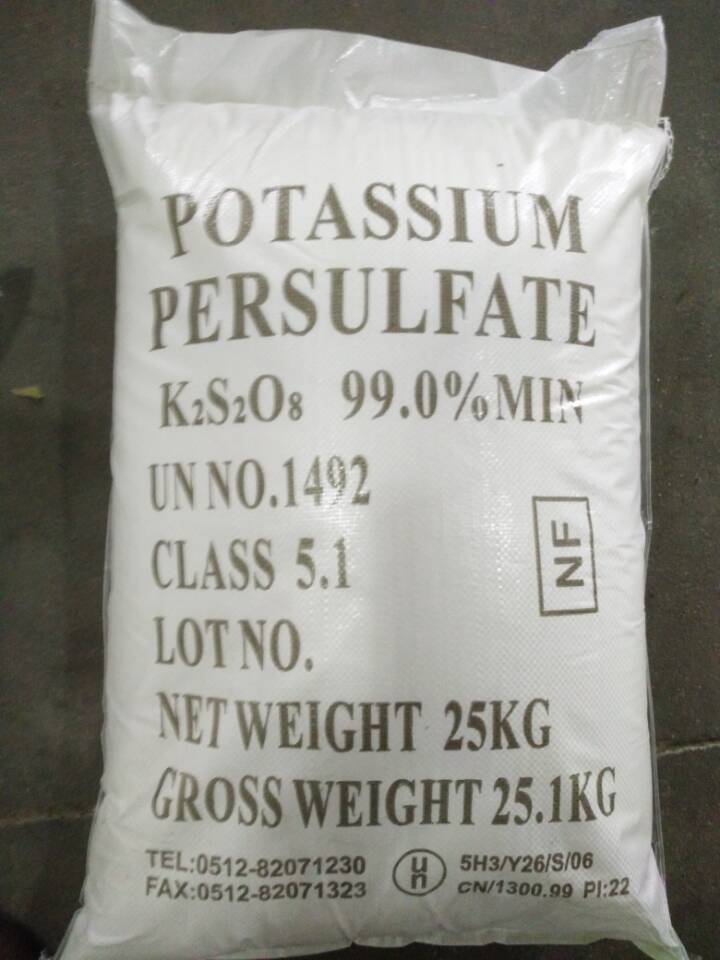 POTASSIUM
PERSULFATE
K₂S₂O₈ 99.0%MIN
UN NO.1492
CLASS 5.1
NF
LOT NO.
NET WEIGHT 25KG
GROSS WEIGHT 25.1KG
TEL:0512-82071230
FAX:0512-82071323
un
5H3/Y26/S/06
CN/1300.99 PI:22